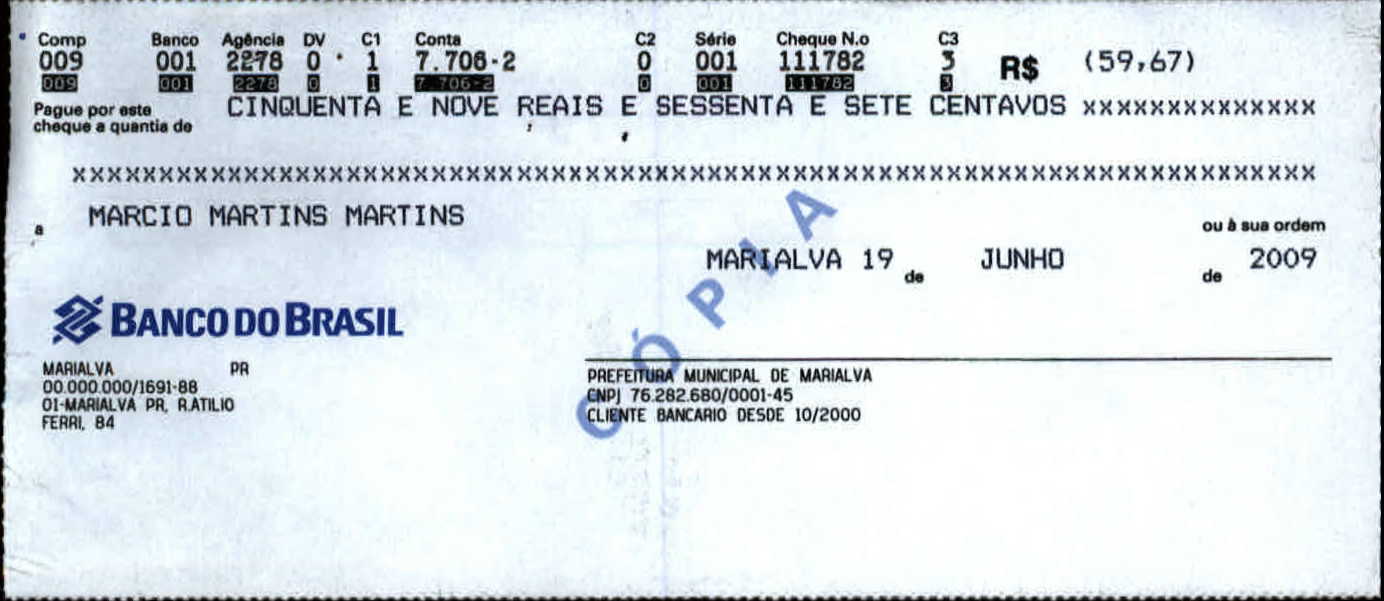 Comp Banco Agência DV C1 Conta C2 Série Cheque N.o C3
009 001 2278 0 1 7.706-2 0 001 111782 3 R$ (59,67)
009 001 2278 0 1 7.706-2 0 001 111782 3
Pague por este
cheque a quantia de CINQUENTA E NOVE REAIS E SESSENTA E SETE CENTAVOS xxxxxxxxxxxxxx
xxxxxxxxxxxxxxxxxxxxxxxxxxxxxxxxxxxxxxxxxxxxxxxxxxxxxxxxxxxxxxxxxxxxxxxxxx
a MARCIO MARTINS MARTINS ou à sua ordem
MARIALVA 19 de JUNHO de 2009
CÓPIA
BANCO DO BRASIL
MARIALVA PR
00.000.000/1691-88
01-MARIALVA PR, R.ATILIO
FERRI, 84
PREFEITURA MUNICIPAL DE MARIALVA
CNPJ 76.282.680/0001-45
CLIENTE BANCARIO DESDE 10/2000